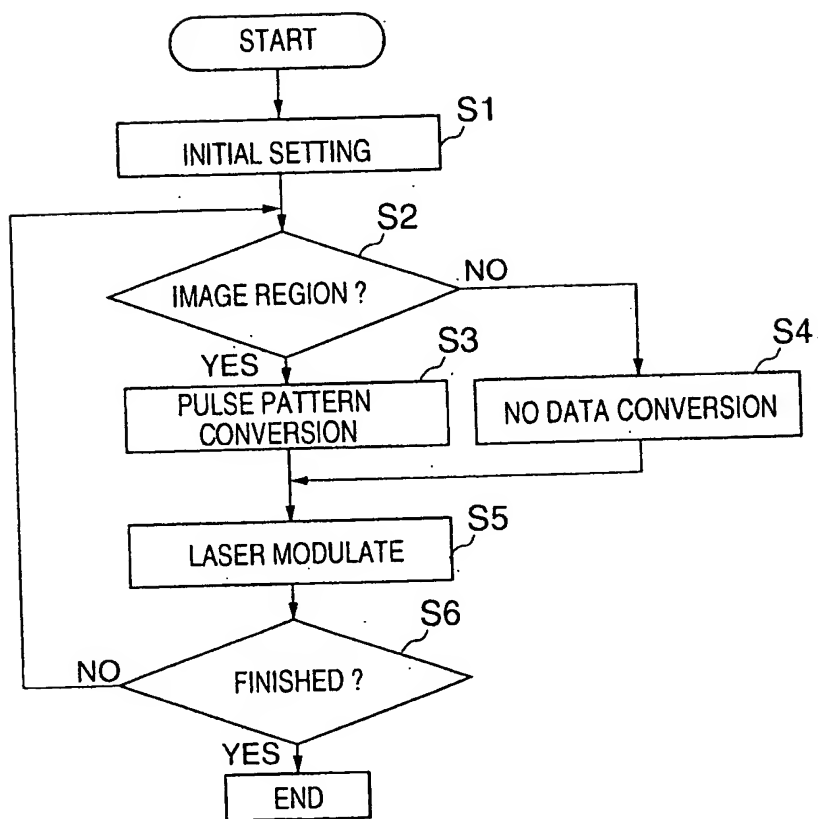 START
S1
INITIAL SETTING
S2
IMAGE REGION ?
NO
YES
S3
PULSE PATTERN
CONVERSION
S4
NO DATA CONVERSION
S5
LASER MODULATE
S6
FINISHED ?
NO
YES
END